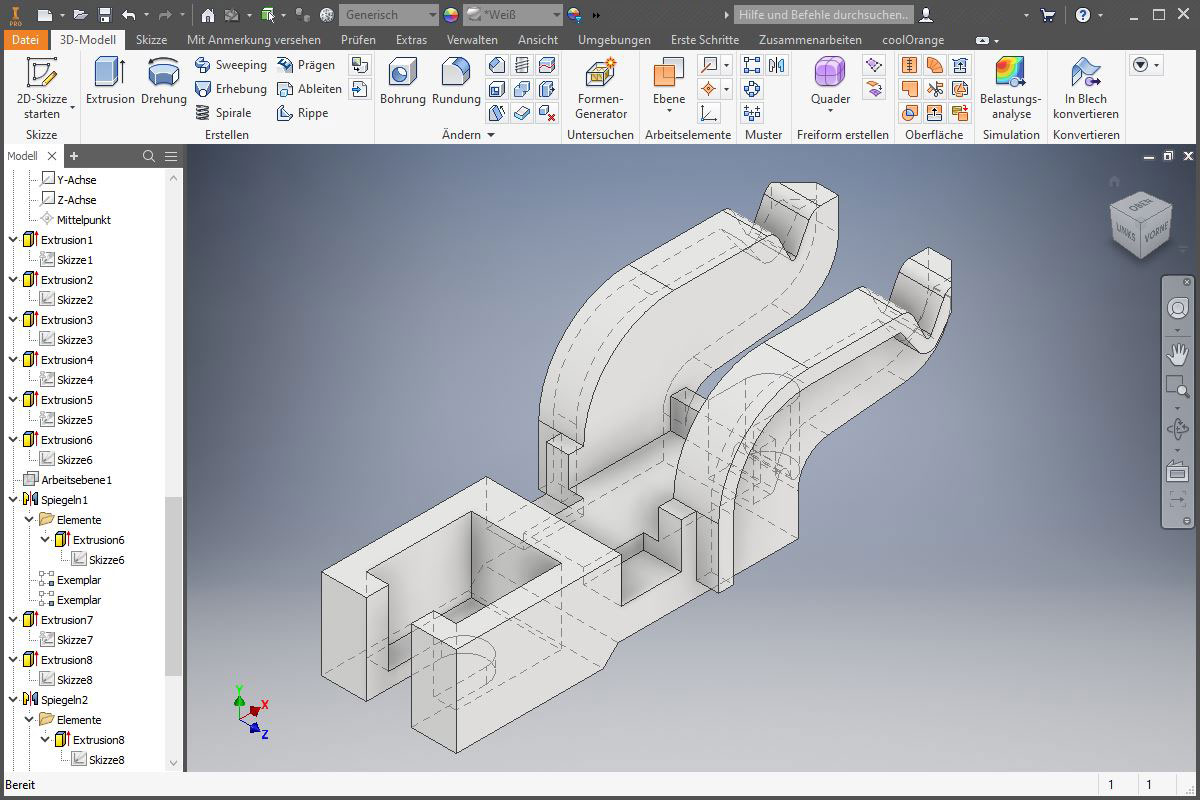 PRO
Generisch
*Weiß
Hilfe und Befehle durchsuchen..
Datei 3D-Modell Skizze Mit Anmerkung versehen Prüfen Extras Verwalten Ansicht Umgebungen Erste Schritte Zusammenarbeiten coolOrange
2D-Skizze starten
Extrusion
Drehung
Sweeping
Erhebung
Spirale
Prägen
Ableiten
Rippe
Bohrung
Rundung
Formen-Generator
Ebene
Quader
Belastungs-analyse
In Blech konvertieren
Skizze Erstellen Ändern Untersuchen Arbeitselemente Muster Freiform erstellen Oberfläche Simulation Konvertieren
Modell
Y-Achse
Z-Achse
Mittelpunkt
Extrusion1
Skizze1
Extrusion2
Skizze2
Extrusion3
Skizze3
Extrusion4
Skizze4
Extrusion5
Skizze5
Extrusion6
Skizze6
Arbeitsebene1
Spiegeln1
Elemente
Extrusion6
Skizze6
Exemplar
Exemplar
Extrusion7
Skizze7
Extrusion8
Skizze8
Spiegeln2
Elemente
Extrusion8
Skizze8
OBEN
LINKS
VORNE
Y
X
Z
Bereit
1 1